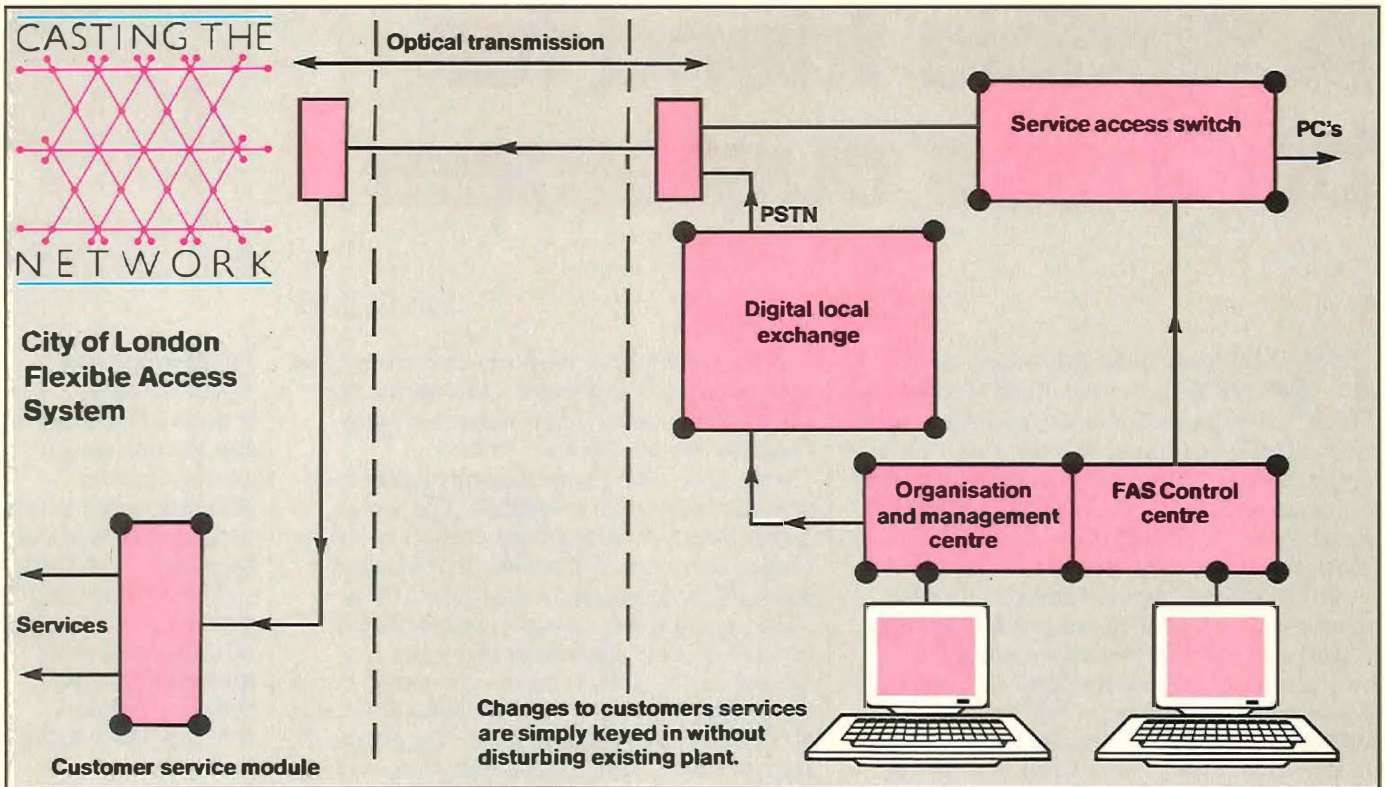 CASTING THE
NETWORK
City of London
Flexible Access
System
Optical transmission
Service access switch
PC's
PSTN
Digital local
exchange
Organisation
and management
centre
FAS Control
centre
Services
Customer service module
Changes to customers services
are simply keyed in without
disturbing existing plant.